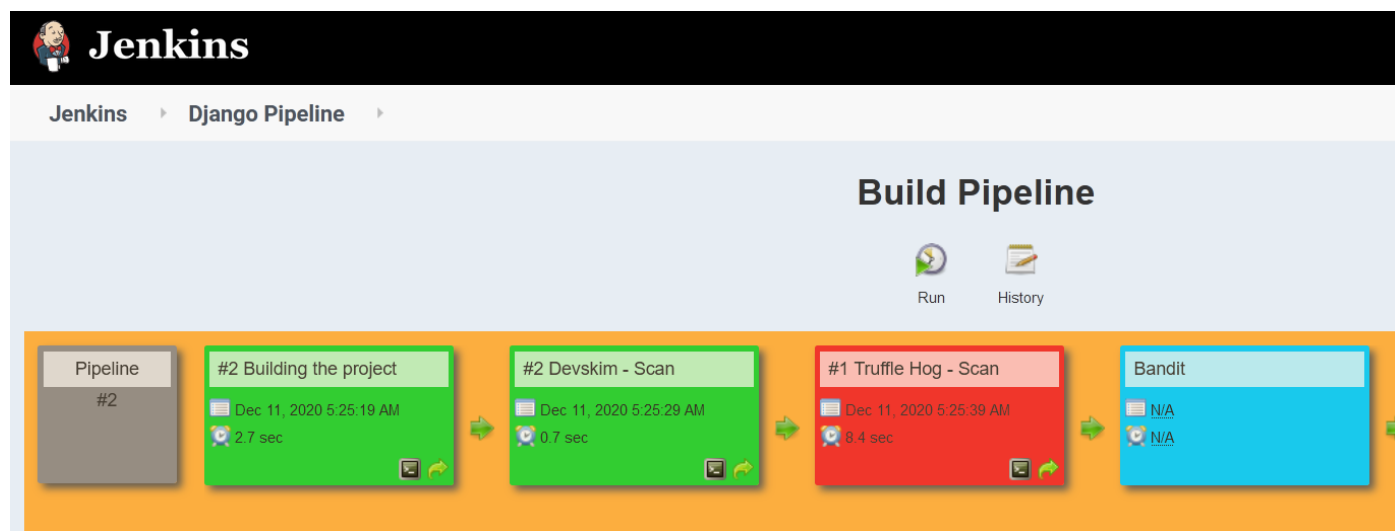 Jenkins
Jenkins Django Pipeline
Build Pipeline
Run History
Pipeline
#2
#2 Building the project
Dec 11, 2020 5:25:19 AM
2.7 sec
#2 Devskim - Scan
Dec 11, 2020 5:25:29 AM
0.7 sec
#1 Truffle Hog - Scan
Dec 11, 2020 5:25:39 AM
8.4 sec
Bandit
N/A
N/A